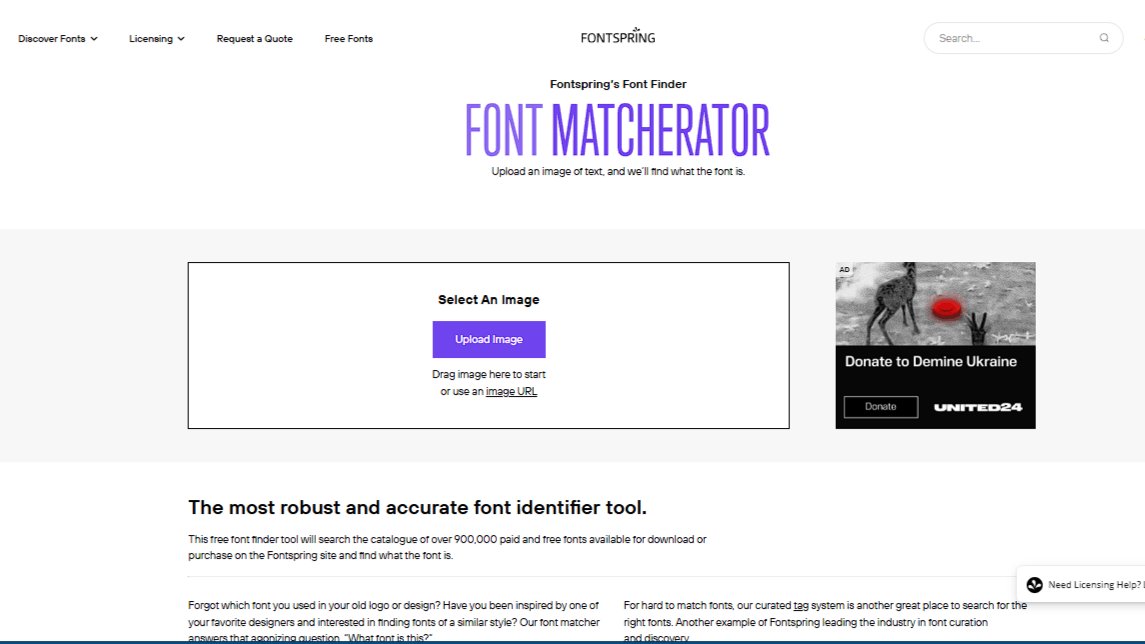 Discover Fonts
Licensing
Request a Quote
Free Fonts
FONTSPRING
Search...
Fontspring's Font Finder
FONT MATCHERATOR
Upload an image of text, and we'll find what the font is.
Select An Image
Upload Image
Drag image here to start
or use an image URL
AD
Donate to Demine Ukraine
Donate
UNITED24
The most robust and accurate font identifier tool.
This free font finder tool will search the catalogue of over 900,000 paid and free fonts available for download or
purchase on the Fontspring site and find what the font is.
Need Licensing Help?
Forgot which font you used in your old logo or design? Have you been inspired by one of
your favorite designers and interested in finding fonts of a similar style? Our font matcher
answers that agonizing question, "What font is this?"
For hard to match fonts, our curated tag system is another great place to search for the
right fonts. Another example of Fontspring leading the industry in font curation
and discovery.